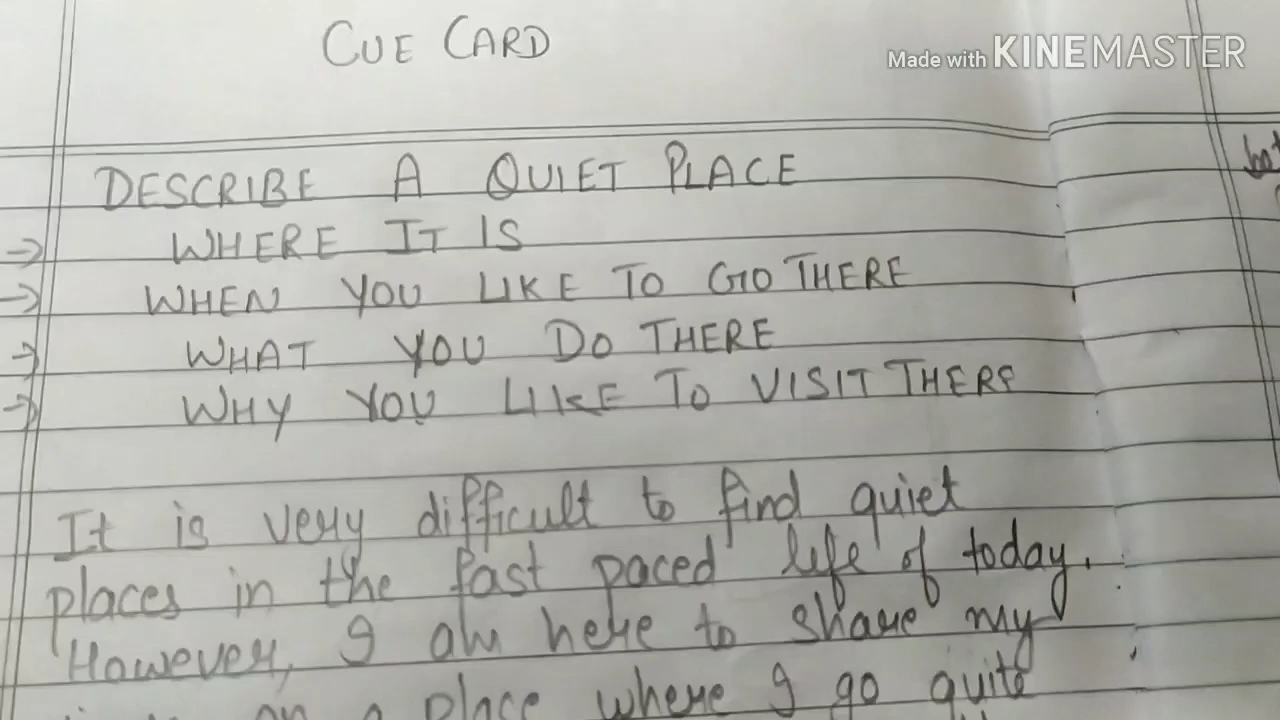 CUE CARD
Made with KINEMASTER
DESCRIBE A QUIET PLACE
→ WHERE IT IS
→ WHEN YOU LIKE TO GO THERE
→ WHAT YOU DO THERE
→ WHY YOU LIKE TO VISIT THERE
It is very difficult to find quiet
places in the fast paced life of today.
However, I am here to share my
on a place where I go quite